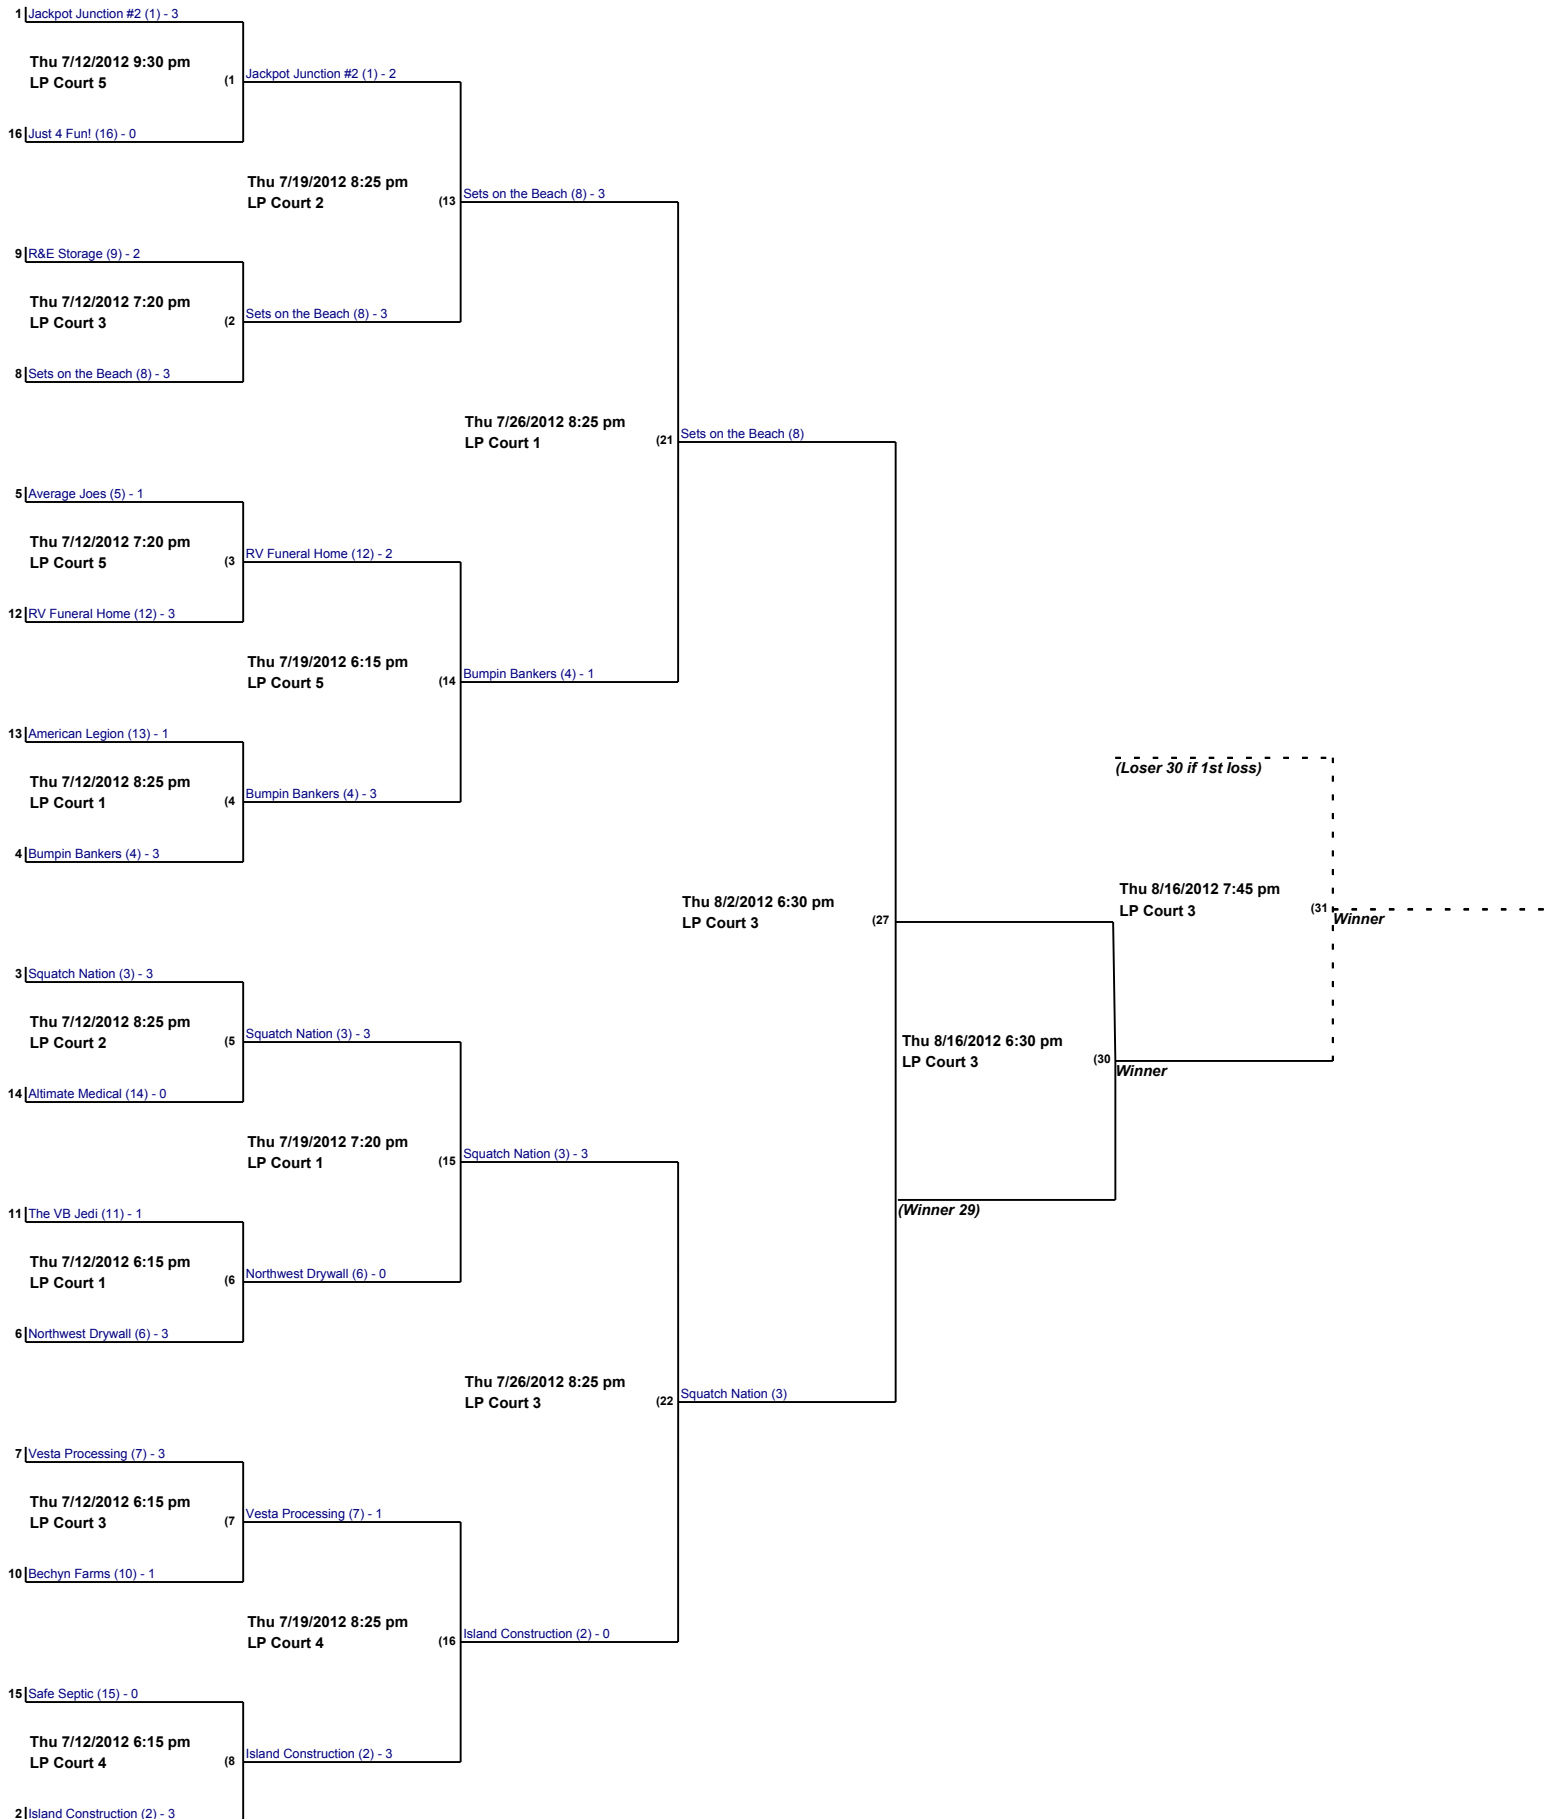 1 Jackpot Junction #2 (1) - 3
Thu 7/12/2012 9:30 pm
LP Court 5
(1
Jackpot Junction #2 (1) - 2
16 Just 4 Fun! (16) - 0
Thu 7/19/2012 8:25 pm
LP Court 2
(13
Sets on the Beach (8) - 3
9 R&E Storage (9) - 2
Thu 7/12/2012 7:20 pm
LP Court 3
(2
Sets on the Beach (8) - 3
8 Sets on the Beach (8) - 3
Thu 7/26/2012 8:25 pm
LP Court 1
(21
Sets on the Beach (8)
5 Average Joes (5) - 1
Thu 7/12/2012 7:20 pm
LP Court 5
(3
RV Funeral Home (12) - 2
12 RV Funeral Home (12) - 3
Thu 7/19/2012 6:15 pm
LP Court 5
(14
Bumpin Bankers (4) - 1
13 American Legion (13) - 1
Thu 7/12/2012 8:25 pm
LP Court 1
(4
Bumpin Bankers (4) - 3
4 Bumpin Bankers (4) - 3
(Loser 30 if 1st loss)
Thu 8/2/2012 6:30 pm
LP Court 3
(27
Thu 8/16/2012 7:45 pm
LP Court 3
(31
Winner
3 Squatch Nation (3) - 3
Thu 7/12/2012 8:25 pm
LP Court 2
(5
Squatch Nation (3) - 3
14 Altimate Medical (14) - 0
Thu 8/16/2012 6:30 pm
LP Court 3
(30
Winner
Thu 7/19/2012 7:20 pm
LP Court 1
(15
Squatch Nation (3) - 3
11 The VB Jedi (11) - 1
(Winner 29)
Thu 7/12/2012 6:15 pm
LP Court 1
(6
Northwest Drywall (6) - 0
6 Northwest Drywall (6) - 3
Thu 7/26/2012 8:25 pm
LP Court 3
(22
Squatch Nation (3)
7 Vesta Processing (7) - 3
Thu 7/12/2012 6:15 pm
LP Court 3
(7
Vesta Processing (7) - 1
10 Bechyn Farms (10) - 1
Thu 7/19/2012 8:25 pm
LP Court 4
(16
Island Construction (2) - 0
15 Safe Septic (15) - 0
Thu 7/12/2012 6:15 pm
LP Court 4
(8
Island Construction (2) - 3
2 Island Construction (2) - 3